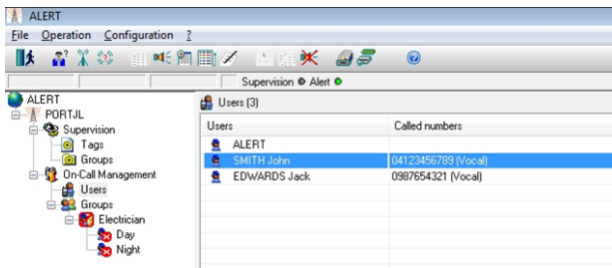 ALERT
File Operation Configuration ?
Supervision Alert
ALERT
PORTJL
Supervision
Tags
Groups
On-Call Management
Users
Groups
Electrician
Day
Night
Users (3)
Users Called numbers
ALERT
SMITH John 04123456789 (Vocal)
EDWARDS Jack 0987654321 (Vocal)